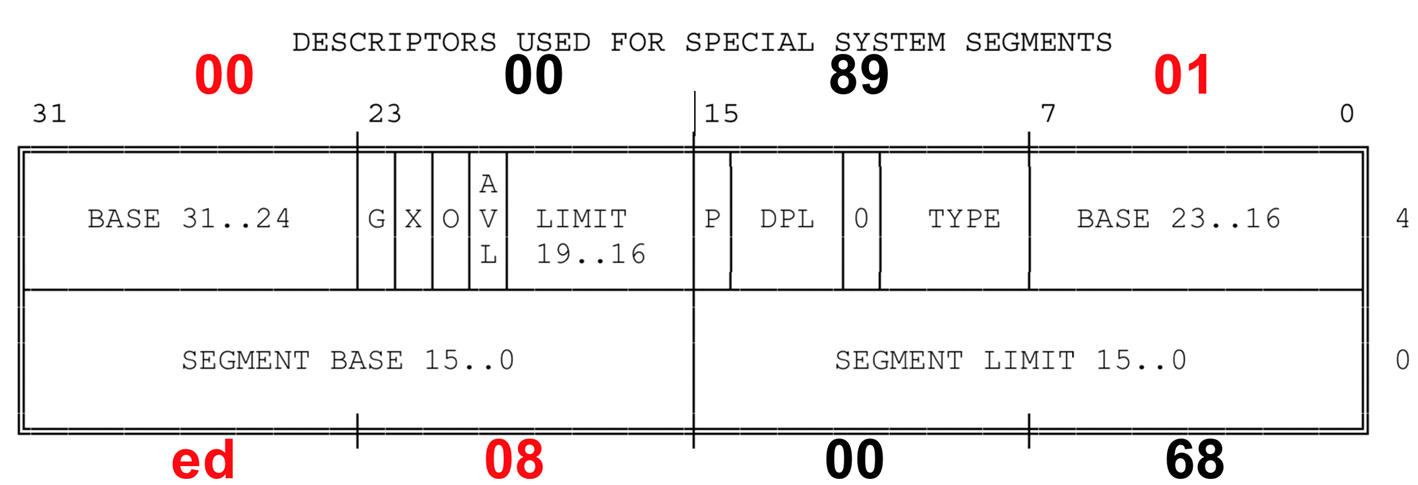 DESCRIPTORS USED FOR SPECIAL SYSTEM SEGMENTS
00 00 89 01
31 23 15 7 0
BASE 31..24 G X O AVL LIMIT 19..16 P DPL 0 TYPE BASE 23..16 4
SEGMENT BASE 15..0 SEGMENT LIMIT 15..0 0
ed 08 00 68